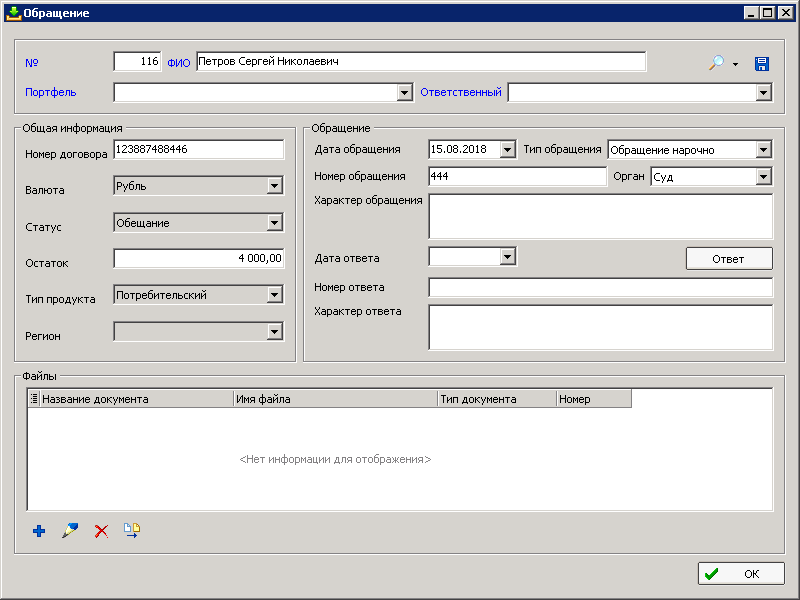 Обращение
№ 116 ФИО Петров Сергей Николаевич
Портфель Ответственный
Общая информация
Номер договора 123887488446
Валюта Рубль
Статус Обещание
Остаток 4 000,00
Тип продукта Потребительский
Регион
Обращение
Дата обращения 15.08.2018 Тип обращения Обращение нарочно
Номер обращения 444 Орган Суд
Характер обращения
Дата ответа Ответ
Номер ответа
Характер ответа
Файлы
Название документа Имя файла Тип документа Номер
<Нет информации для отображения>
ОК